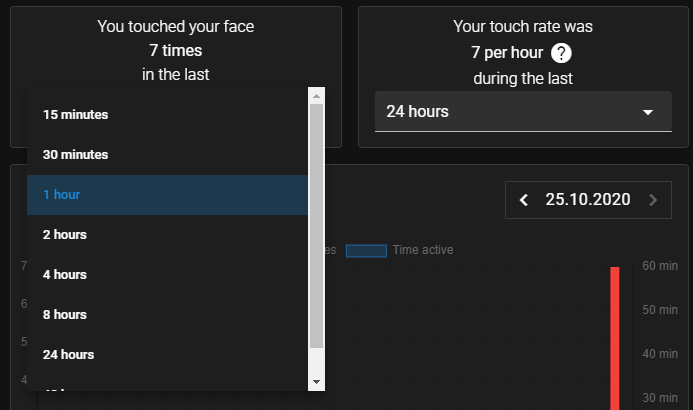 You touched your face
7 times
in the last
Your touch rate was
7 per hour ?
during the last
24 hours
15 minutes
30 minutes
1 hour
2 hours
4 hours
8 hours
24 hours
25.10.2020
es
Time active
7
6
5
4
60 min
50 min
40 min
30 min